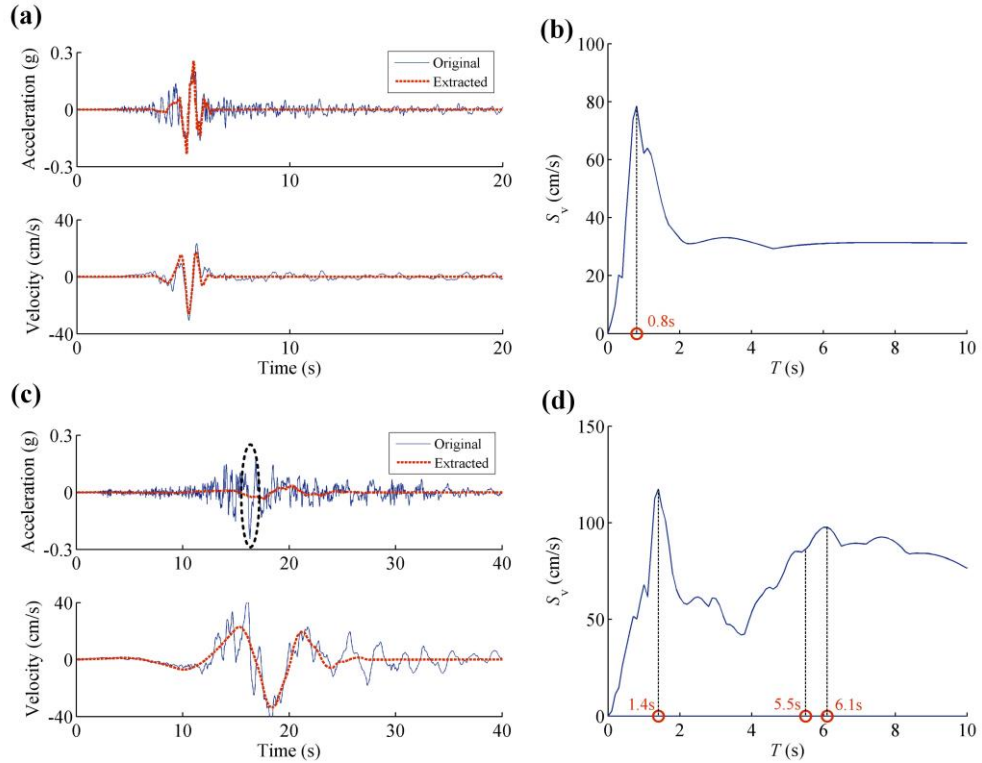 (a)
Acceleration (g)
0.3
0
-0.3
Original
Extracted
0
10
20
Velocity (cm/s)
40
0
-40
0
10
20
Time (s)
(b)
Sv (cm/s)
100
80
60
40
20
0
0.8s
0
2
4
6
8
10
T (s)
(c)
Acceleration (g)
0.3
0
-0.3
Original
Extracted
0
10
20
30
40
Velocity (cm/s)
40
0
-40
0
10
20
30
40
Time (s)
(d)
Sv (cm/s)
150
100
50
0
1.4s
5.5s
6.1s
0
2
4
6
8
10
T (s)